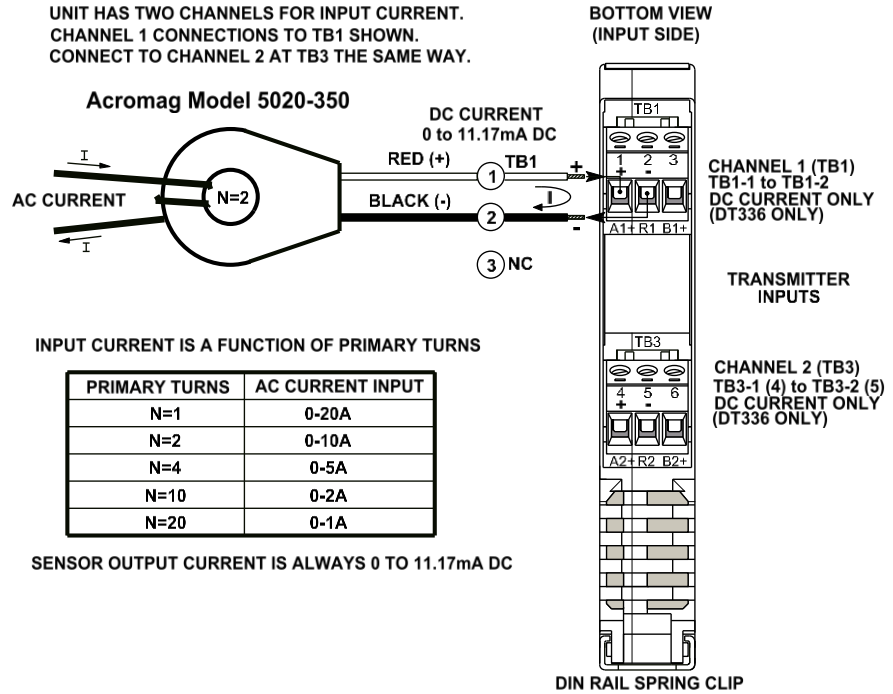 UNIT HAS TWO CHANNELS FOR INPUT CURRENT.
CHANNEL 1 CONNECTIONS TO TB1 SHOWN.
CONNECT TO CHANNEL 2 AT TB3 THE SAME WAY.
BOTTOM VIEW
(INPUT SIDE)
Acromag Model 5020-350
DC CURRENT
0 to 11.17mA DC
RED (+)
1
TB1
+
I
AC CURRENT
I
N=2
BLACK (-)
2
I
-
3 NC
TB1
1 2 3
+ -
A1+ R1 B1+
CHANNEL 1 (TB1)
TB1-1 to TB1-2
DC CURRENT ONLY
(DT336 ONLY)
TRANSMITTER
INPUTS
TB3
4 5 6
+ -
A2+ R2 B2+
CHANNEL 2 (TB3)
TB3-1 (4) to TB3-2 (5)
DC CURRENT ONLY
(DT336 ONLY)
INPUT CURRENT IS A FUNCTION OF PRIMARY TURNS
PRIMARY TURNS AC CURRENT INPUT
N=1 0-20A
N=2 0-10A
N=4 0-5A
N=10 0-2A
N=20 0-1A
SENSOR OUTPUT CURRENT IS ALWAYS 0 TO 11.17mA DC
DIN RAIL SPRING CLIP